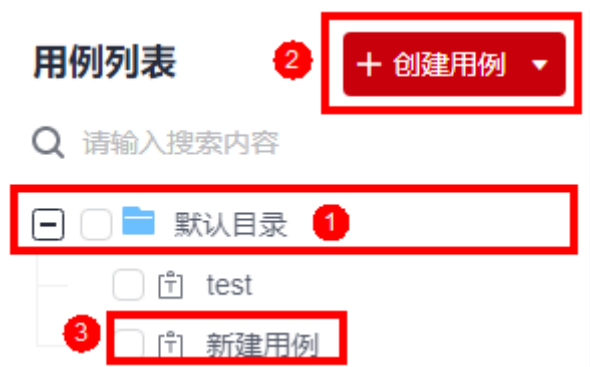 用例列表 2 + 创建用例
请输入搜索内容
默认目录 1
test
3 新建用例